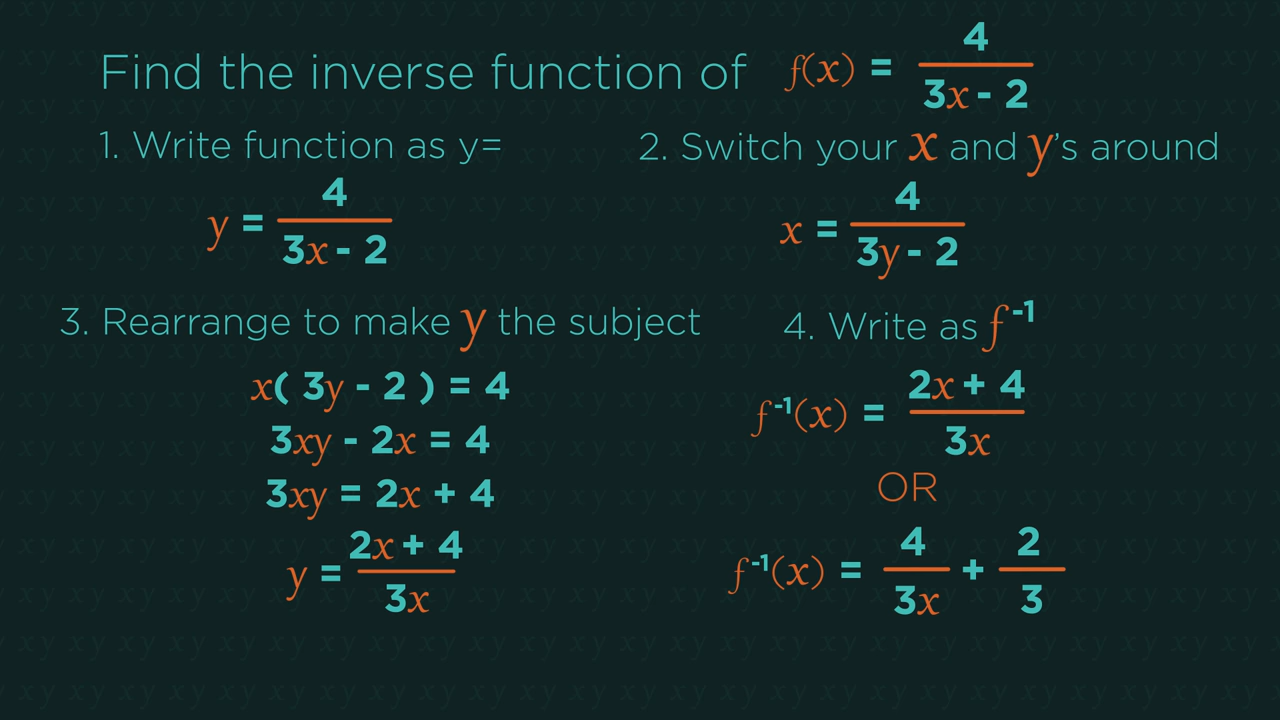 Find the inverse function of f(x) = 4/(3x - 2)
1. Write function as y=
y = 4/(3x - 2)
2. Switch your x and y's around
x = 4/(3y - 2)
3. Rearrange to make y the subject
x( 3y - 2 ) = 4
3xy - 2x = 4
3xy = 2x + 4
y = (2x + 4)/(3x)
4. Write as f⁻¹
f⁻¹(x) = (2x + 4)/(3x)
OR
f⁻¹(x) = 4/(3x) + 2/3